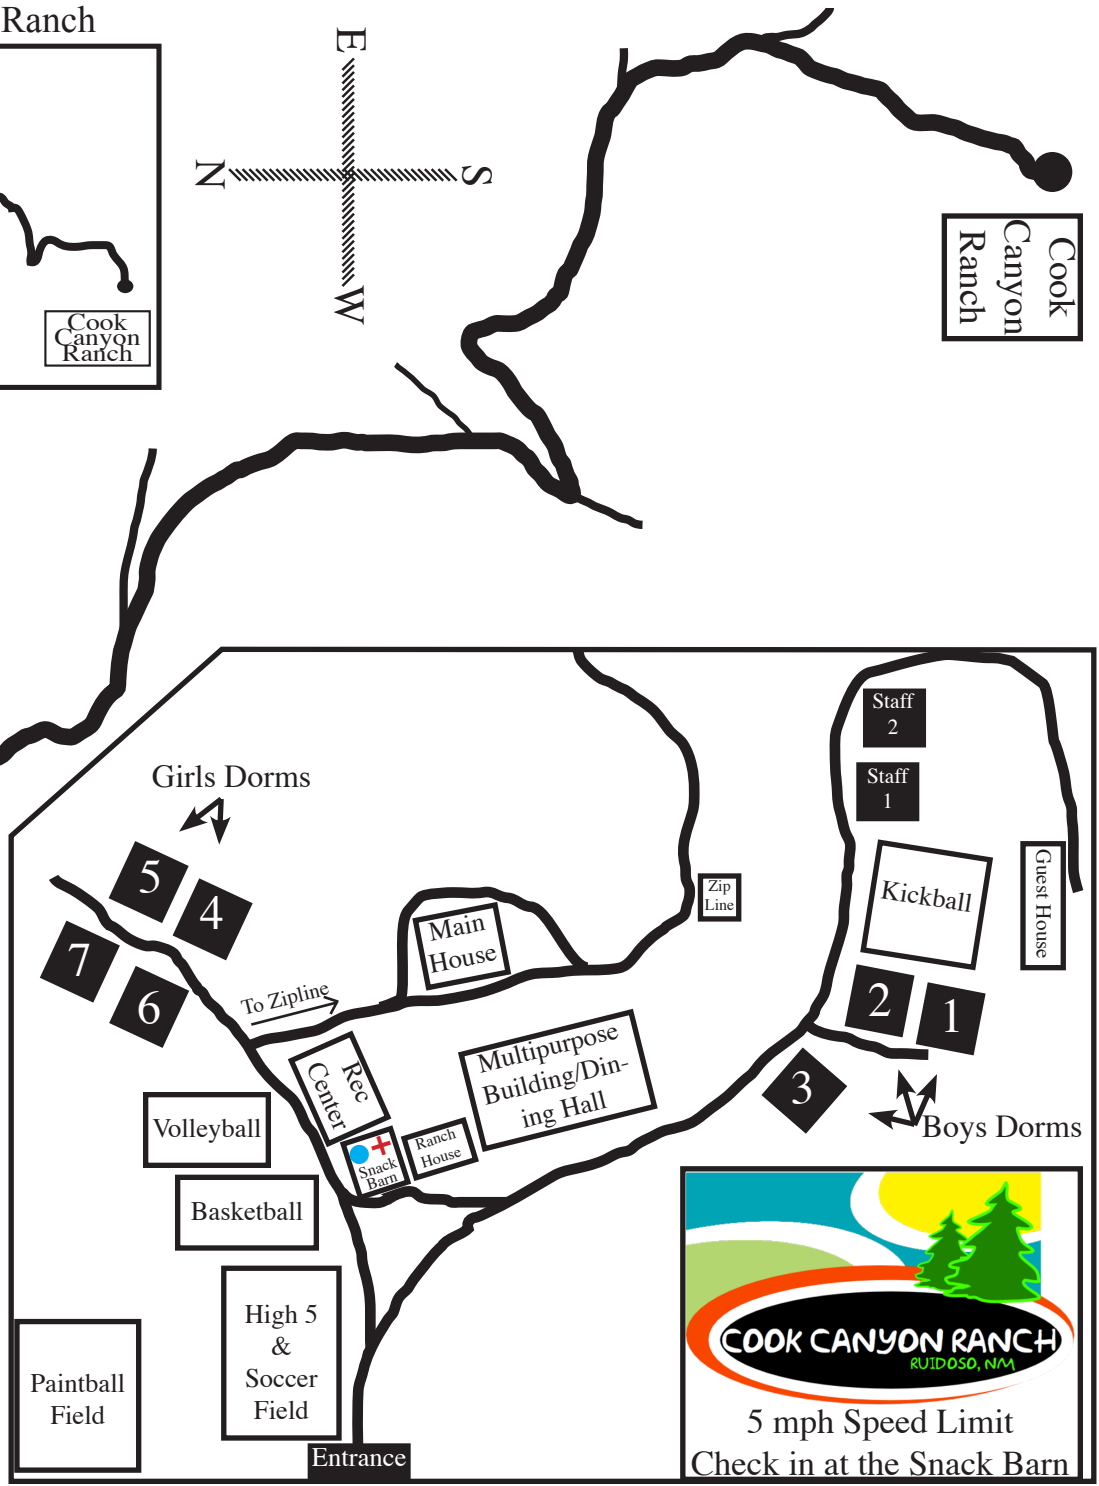 Ranch
E
N
S
W
Cook
Canyon
Ranch
Cook
Canyon
Ranch
Girls Dorms
5
4
7
6
Staff
2
Staff
1
Kickball
Guest House
Zip
Line
Main
House
To Zipline
2
1
3
Boys Dorms
Rec
Center
Multipurpose
Building/Din-
ing Hall
Volleyball
Snack
Barn
Ranch
House
Basketball
High 5
&
Soccer
Field
Paintball
Field
Entrance
COOK CANYON RANCH
RUIDOSO, NM
5 mph Speed Limit
Check in at the Snack Barn